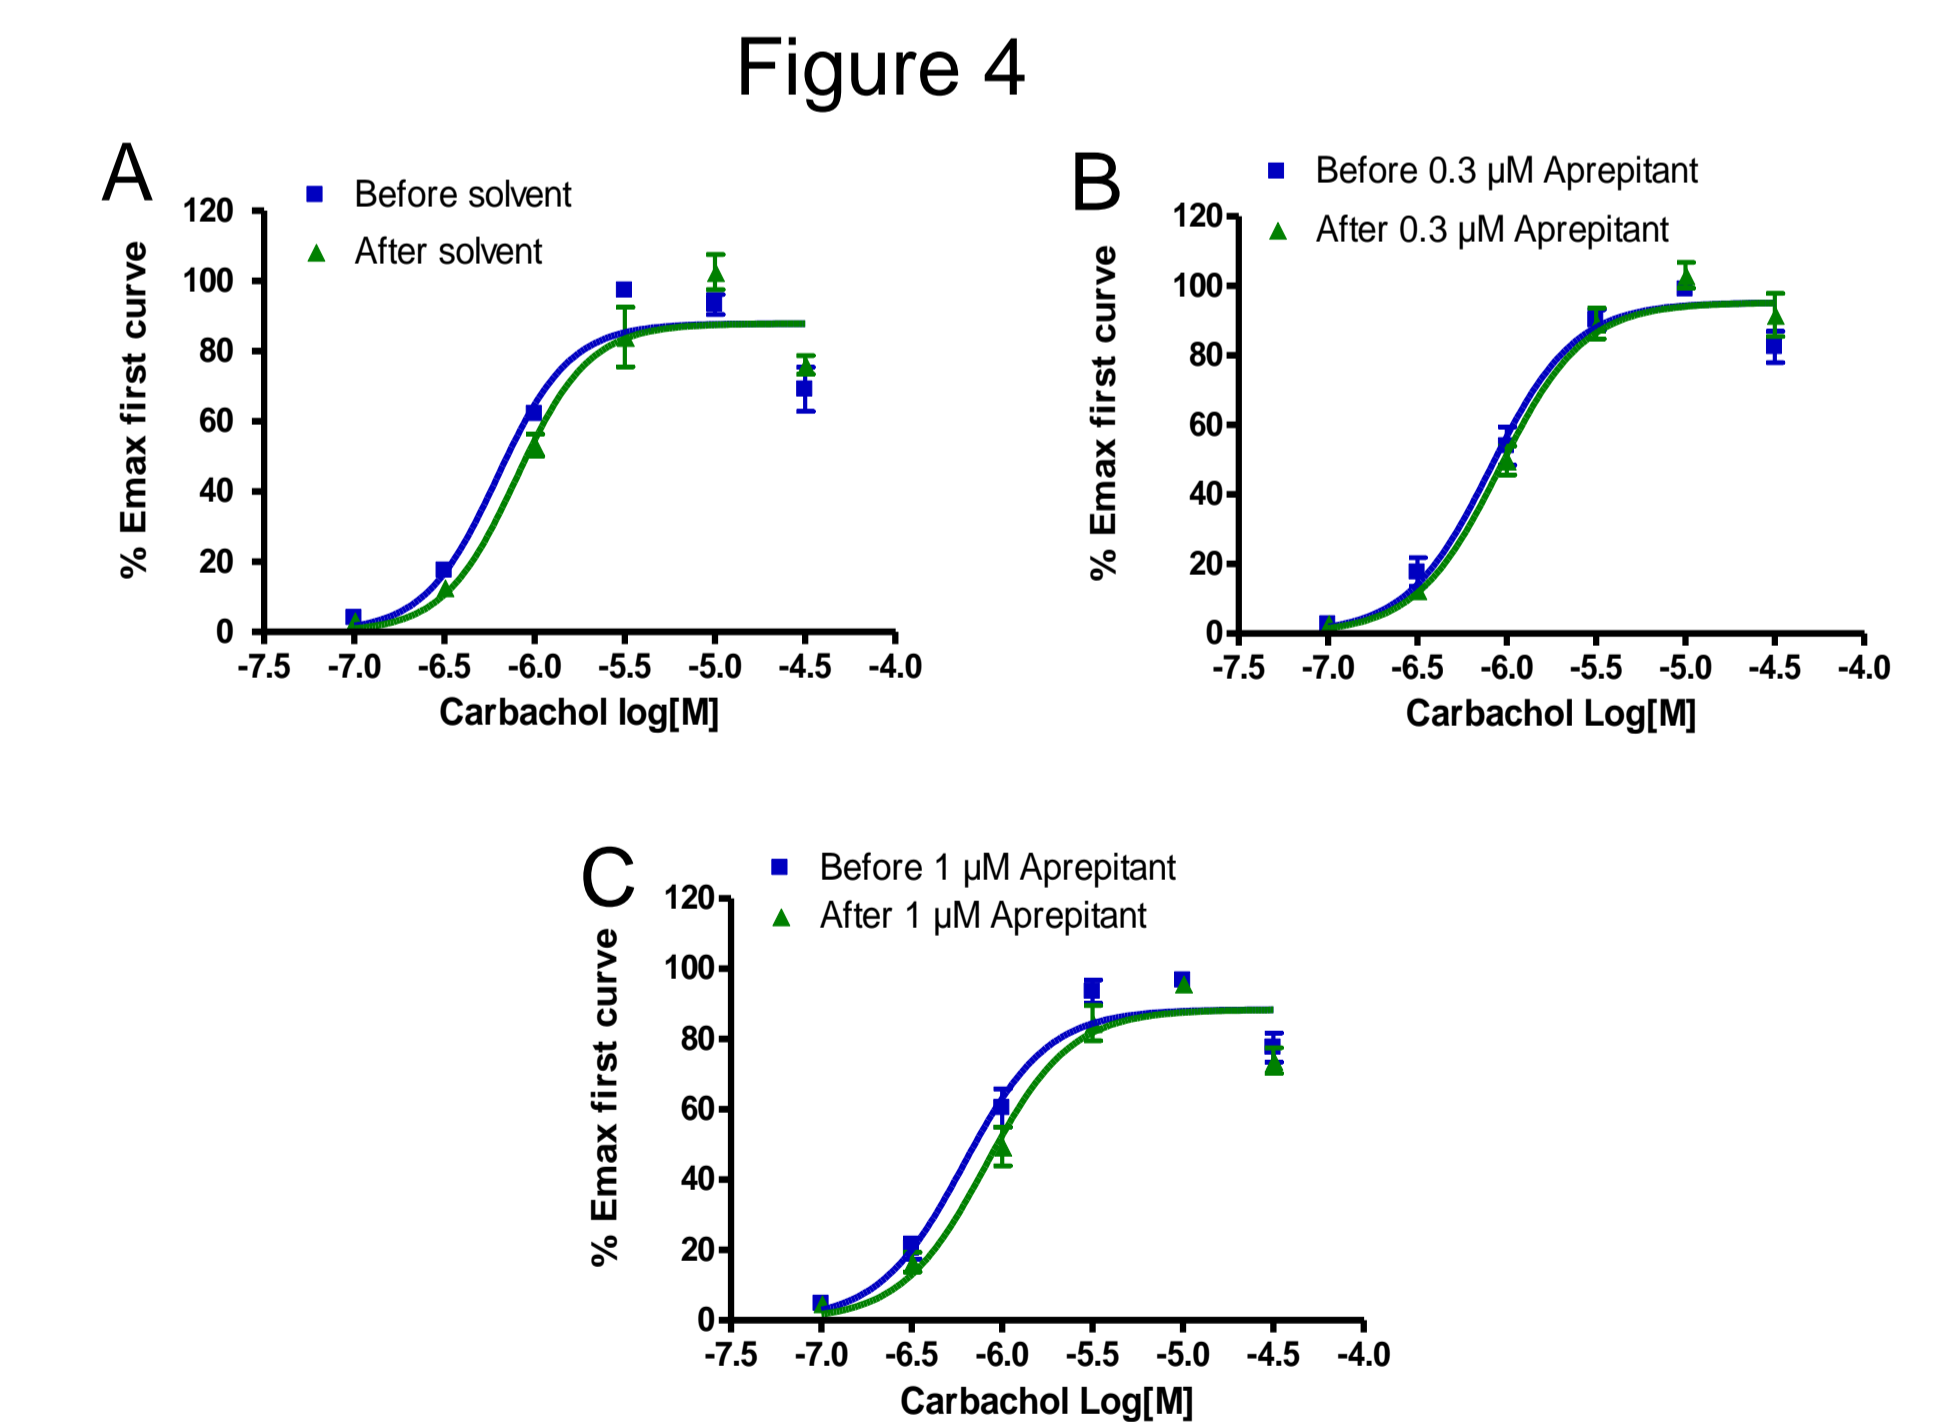 Figure 4
A
Before solvent
After solvent
% Emax first curve
120
100
80
60
40
20
0
-7.5 -7.0 -6.5 -6.0 -5.5 -5.0 -4.5 -4.0
Carbachol log[M]
B
Before 0.3 µM Aprepitant
After 0.3 µM Aprepitant
% Emax first curve
120
100
80
60
40
20
0
-7.5 -7.0 -6.5 -6.0 -5.5 -5.0 -4.5 -4.0
Carbachol Log[M]
C
Before 1 µM Aprepitant
After 1 µM Aprepitant
% Emax first curve
120
100
80
60
40
20
0
-7.5 -7.0 -6.5 -6.0 -5.5 -5.0 -4.5 -4.0
Carbachol Log[M]